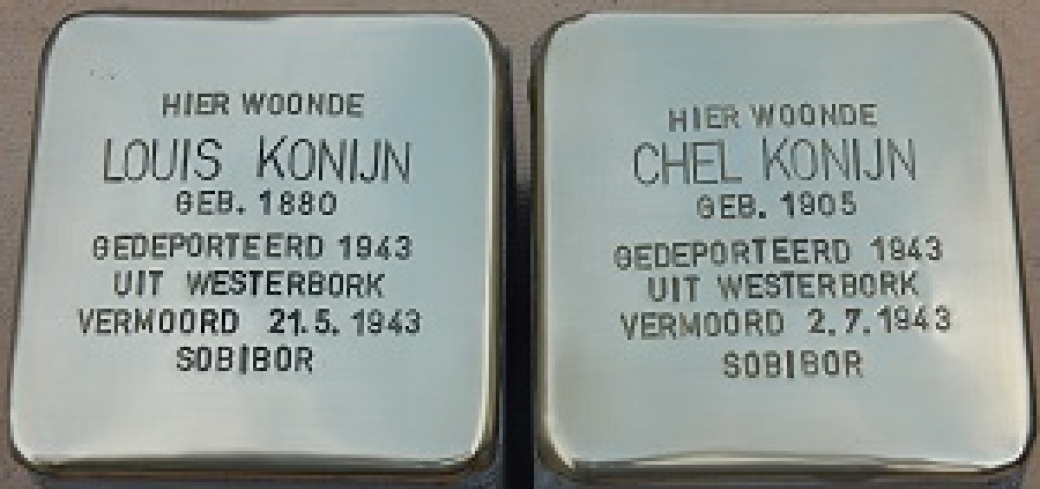 HIER WOONDE
LOUIS KONIJN
GEB. 1880
GEDEPORTEERD 1943
UIT WESTERBORK
VERMOORD 21.5.1943
SOBIBOR
HIER WOONDE
CHEL KONIJN
GEB. 1905
GEDEPORTEERD 1943
UIT WESTERBORK
VERMOORD 2.7.1943
SOBIBOR